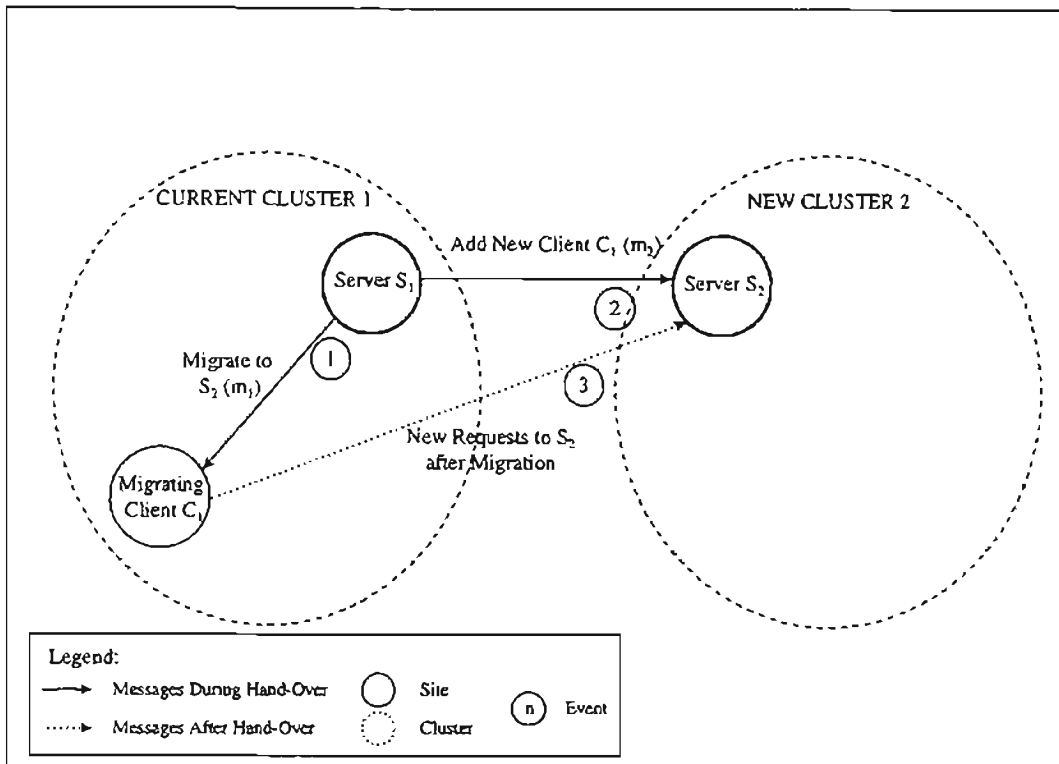 CURRENT CLUSTER 1
NEW CLUSTER 2
Add New Client C₁ (m₂)
Server S₁
Server S₂
2
1
Migrate to
S₂ (m₁)
3
New Requests to S₂
after Migration
Migrating
Client C₁
Legend:
Messages During Hand-Over
Site
n
Event
Messages After Hand-Over
Cluster